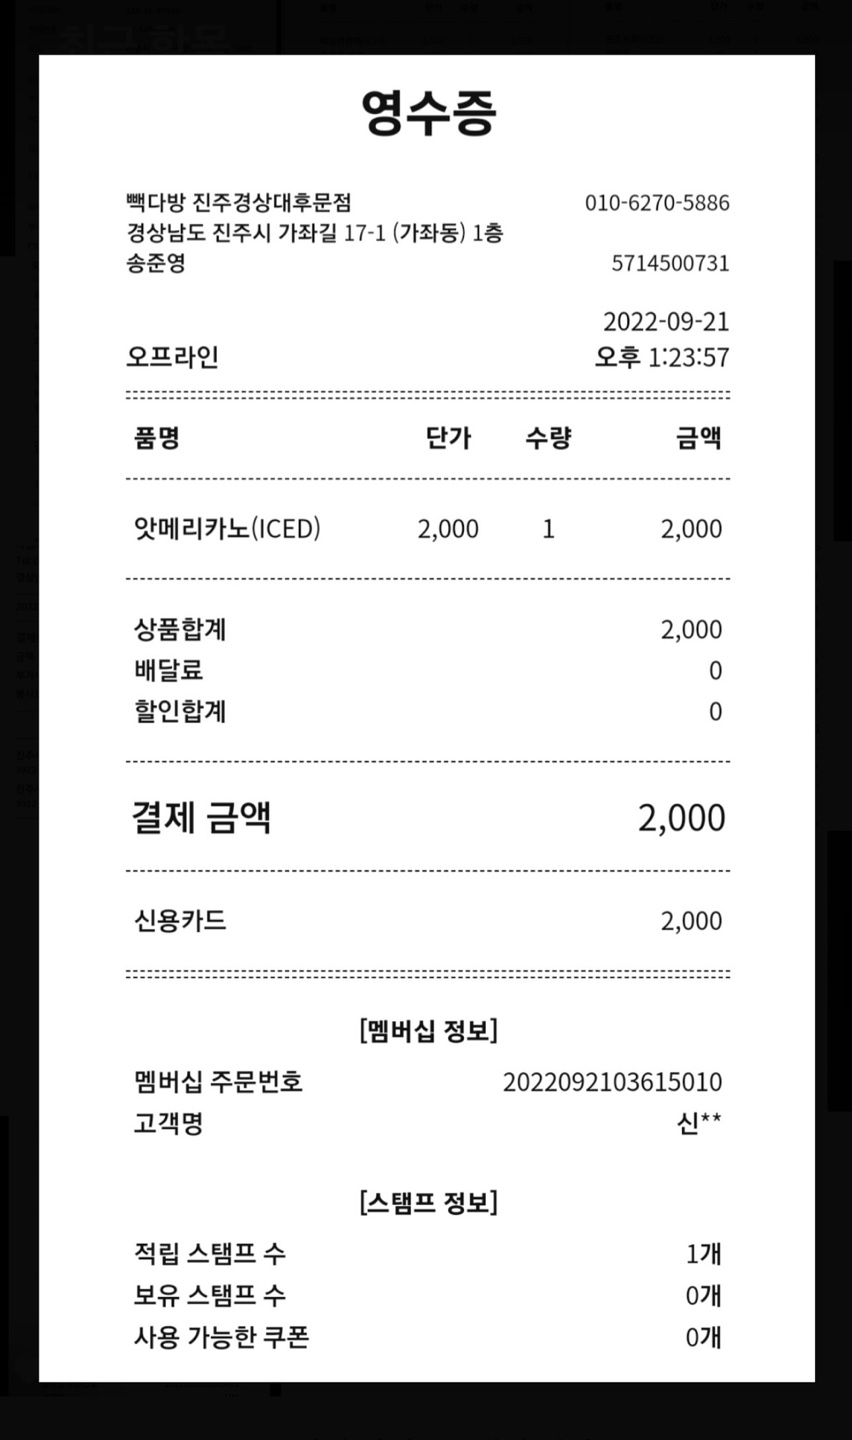 영수증
빽다방 진주경상대후문점 010-6270-5886
경상남도 진주시 가좌길 17-1 (가좌동) 1층
송준영 5714500731
2022-09-21
오프라인 오후 1:23:57
품명 단가 수량 금액
앗메리카노(ICED) 2,000 1 2,000
상품합계 2,000
배달료 0
할인합계 0
결제 금액 2,000
신용카드 2,000
[멤버십 정보]
멤버십 주문번호 2022092103615010
고객명 신**
[스탬프 정보]
적립 스탬프 수 1개
보유 스탬프 수 0개
사용 가능한 쿠폰 0개